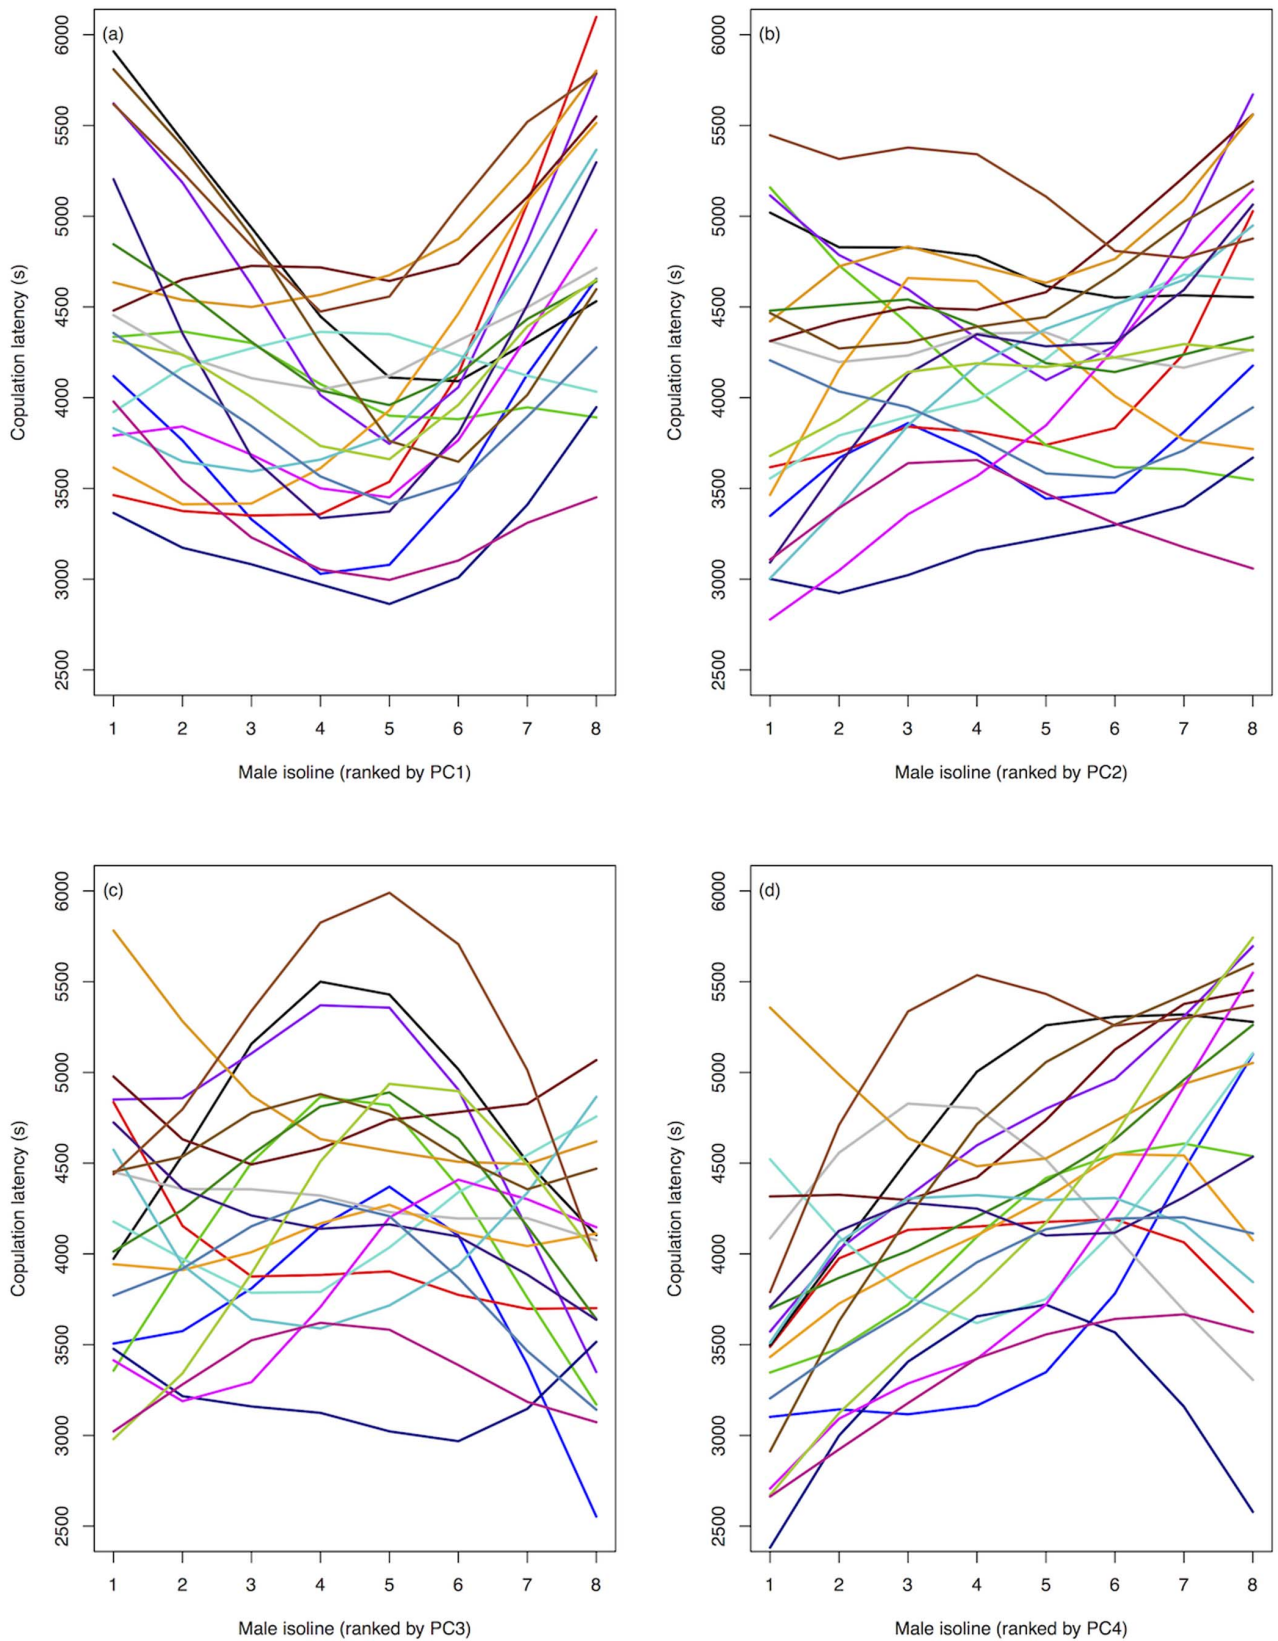 (a)
6000
5500
5000
4500
4000
3500
3000
2500
Copulation latency (s)
1 2 3 4 5 6 7 8
Male isoline (ranked by PC1)
(b)
6000
5500
5000
4500
4000
3500
3000
2500
Copulation latency (s)
1 2 3 4 5 6 7 8
Male isoline (ranked by PC2)
(c)
6000
5500
5000
4500
4000
3500
3000
2500
Copulation latency (s)
1 2 3 4 5 6 7 8
Male isoline (ranked by PC3)
(d)
6000
5500
5000
4500
4000
3500
3000
2500
Copulation latency (s)
1 2 3 4 5 6 7 8
Male isoline (ranked by PC4)